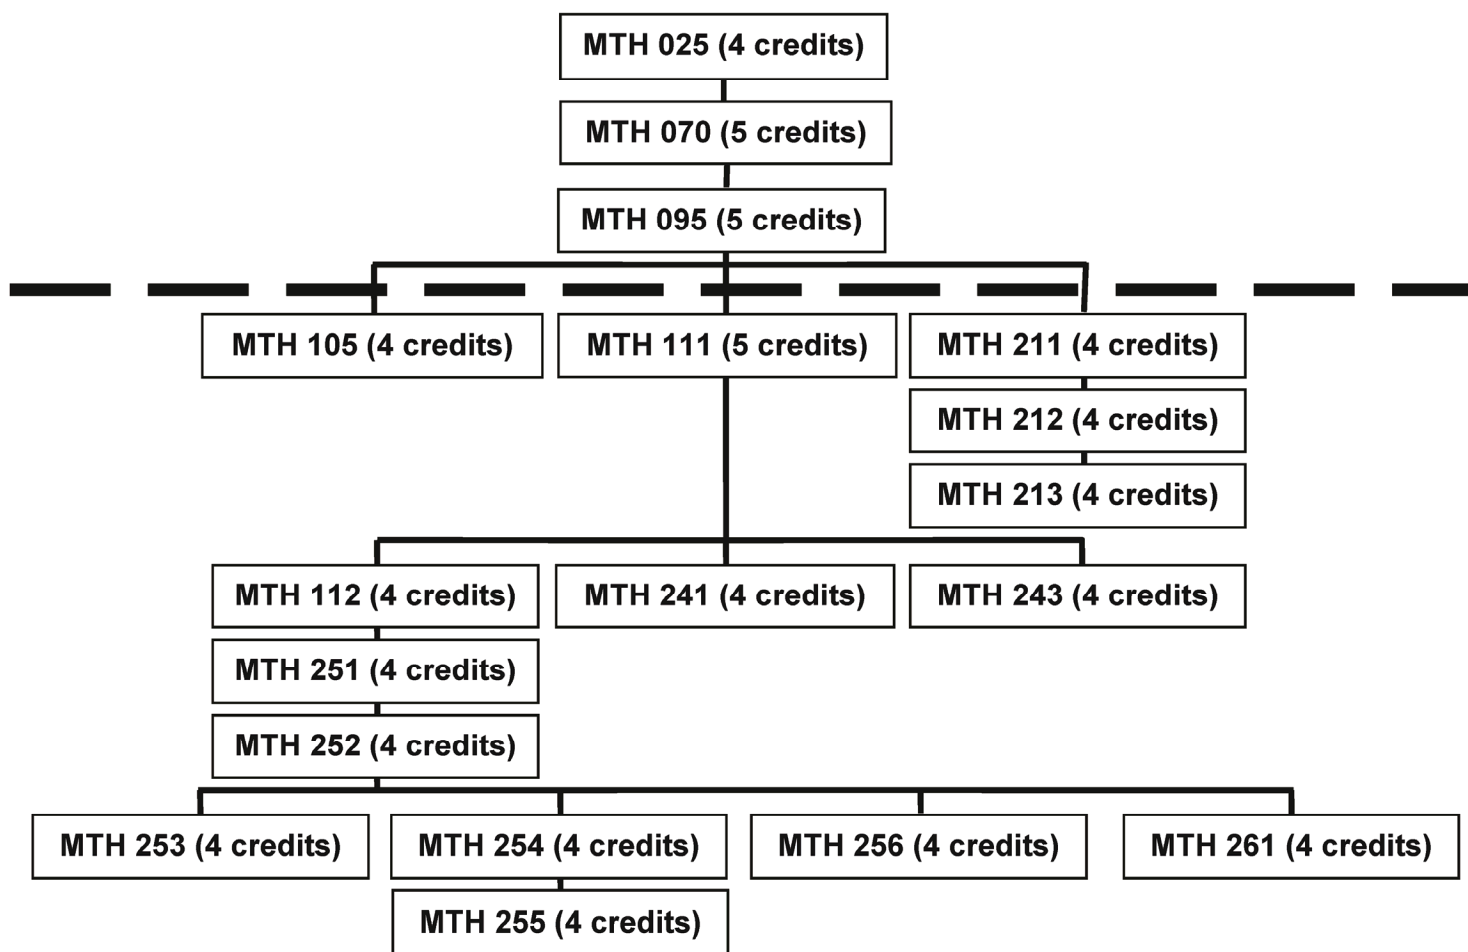 MTH 025 (4 credits)
MTH 070 (5 credits)
MTH 095 (5 credits)
MTH 105 (4 credits)
MTH 111 (5 credits)
MTH 211 (4 credits)
MTH 212 (4 credits)
MTH 213 (4 credits)
MTH 112 (4 credits)
MTH 241 (4 credits)
MTH 243 (4 credits)
MTH 251 (4 credits)
MTH 252 (4 credits)
MTH 253 (4 credits)
MTH 254 (4 credits)
MTH 256 (4 credits)
MTH 261 (4 credits)
MTH 255 (4 credits)